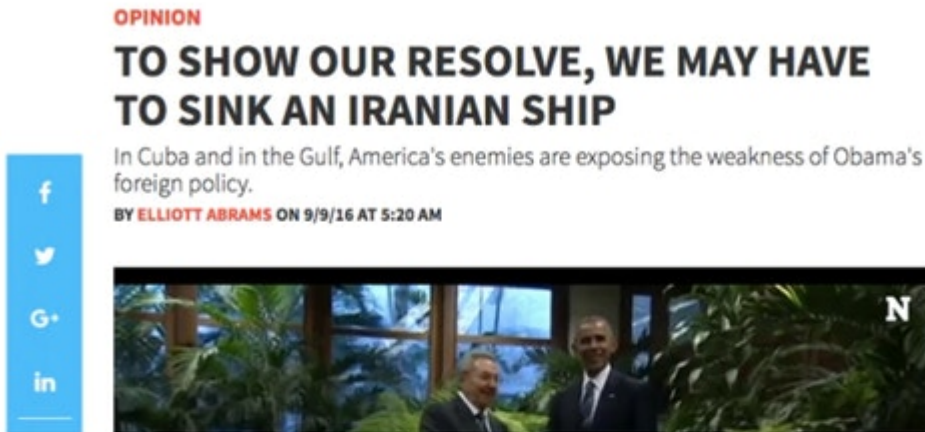 OPINION
TO SHOW OUR RESOLVE, WE MAY HAVE
TO SINK AN IRANIAN SHIP
In Cuba and in the Gulf, America's enemies are exposing the weakness of Obama's
foreign policy.
BY ELLIOTT ABRAMS ON 9/9/16 AT 5:20 AM
f
G+
in
N